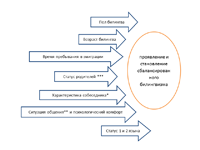 Пол билингва
Возраст билингва
Время пребывания в эмиграции
Статус родителей ***
Характеристика собеседника*
Ситуация общения** и психологический комфорт
Статус 1 и 2 языка
проявление и
становление
сбалансирован
ного
билингвизма